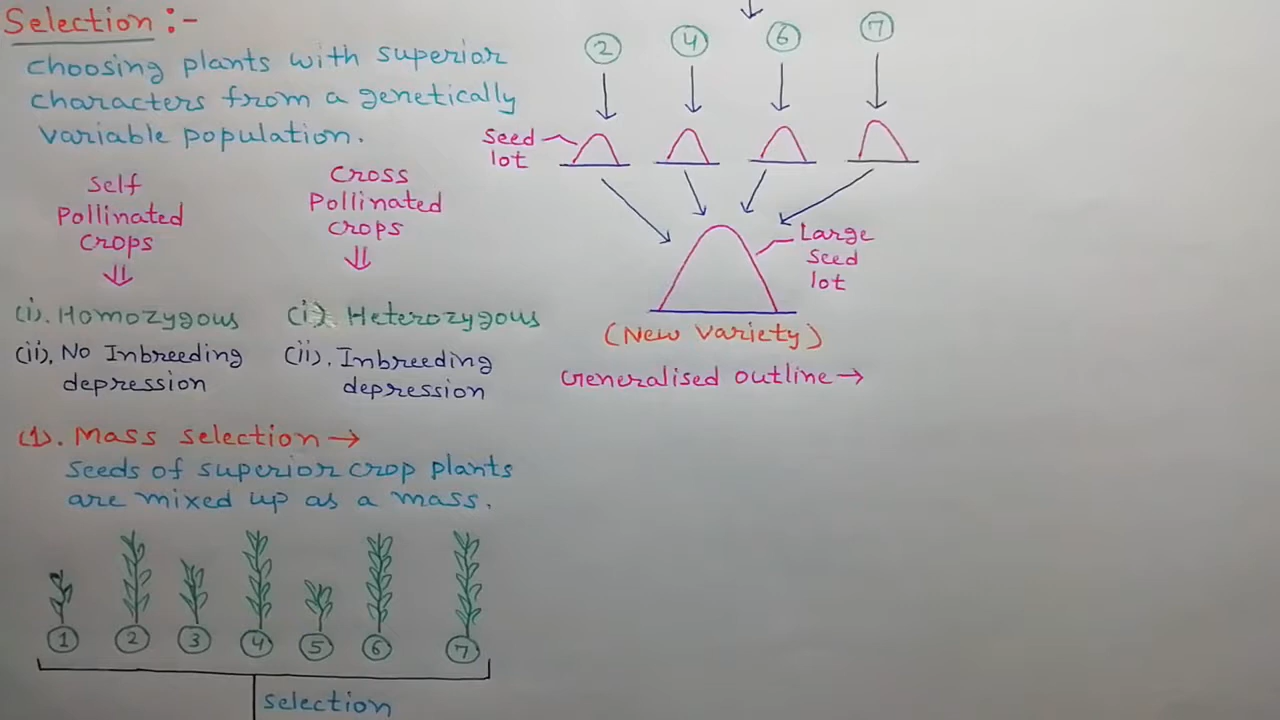 Selection :-
Choosing plants with superior
characters from a genetically
variable population.
Self
Pollinated
crops
⇓
(i). Homozygous
(ii). No Inbreeding
depression
Cross
Pollinated
crops
⇓
(i) Heterozygous
(ii). Inbreeding
depression
(1). Mass selection →
Seeds of superior crop plants
are mixed up as a mass.
1 2 3 4 5 6 7
selection
2 4 6 7
Seed
lot
Large
Seed
lot
(New Variety)
Generalised outline →